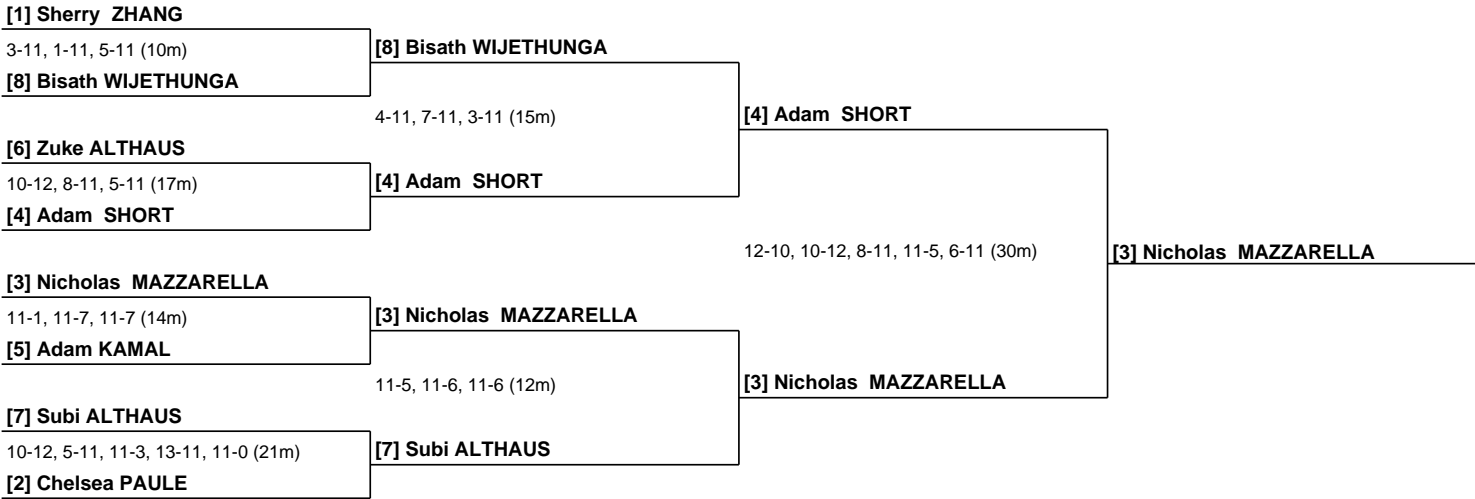 [1] Sherry  ZHANG
3-11, 1-11, 5-11 (10m)
[8] Bisath WIJETHUNGA
[8] Bisath WIJETHUNGA
4-11, 7-11, 3-11 (15m)
[4] Adam  SHORT
[6] Zuke ALTHAUS
10-12, 8-11, 5-11 (17m)
[4] Adam  SHORT
[4] Adam  SHORT
12-10, 10-12, 8-11, 11-5, 6-11 (30m)
[3] Nicholas  MAZZARELLA
[3] Nicholas  MAZZARELLA
11-1, 11-7, 11-7 (14m)
[3] Nicholas  MAZZARELLA
[5] Adam KAMAL
11-5, 11-6, 11-6 (12m)
[3] Nicholas  MAZZARELLA
[7] Subi ALTHAUS
10-12, 5-11, 11-3, 13-11, 11-0 (21m)
[7] Subi ALTHAUS
[2] Chelsea PAULE